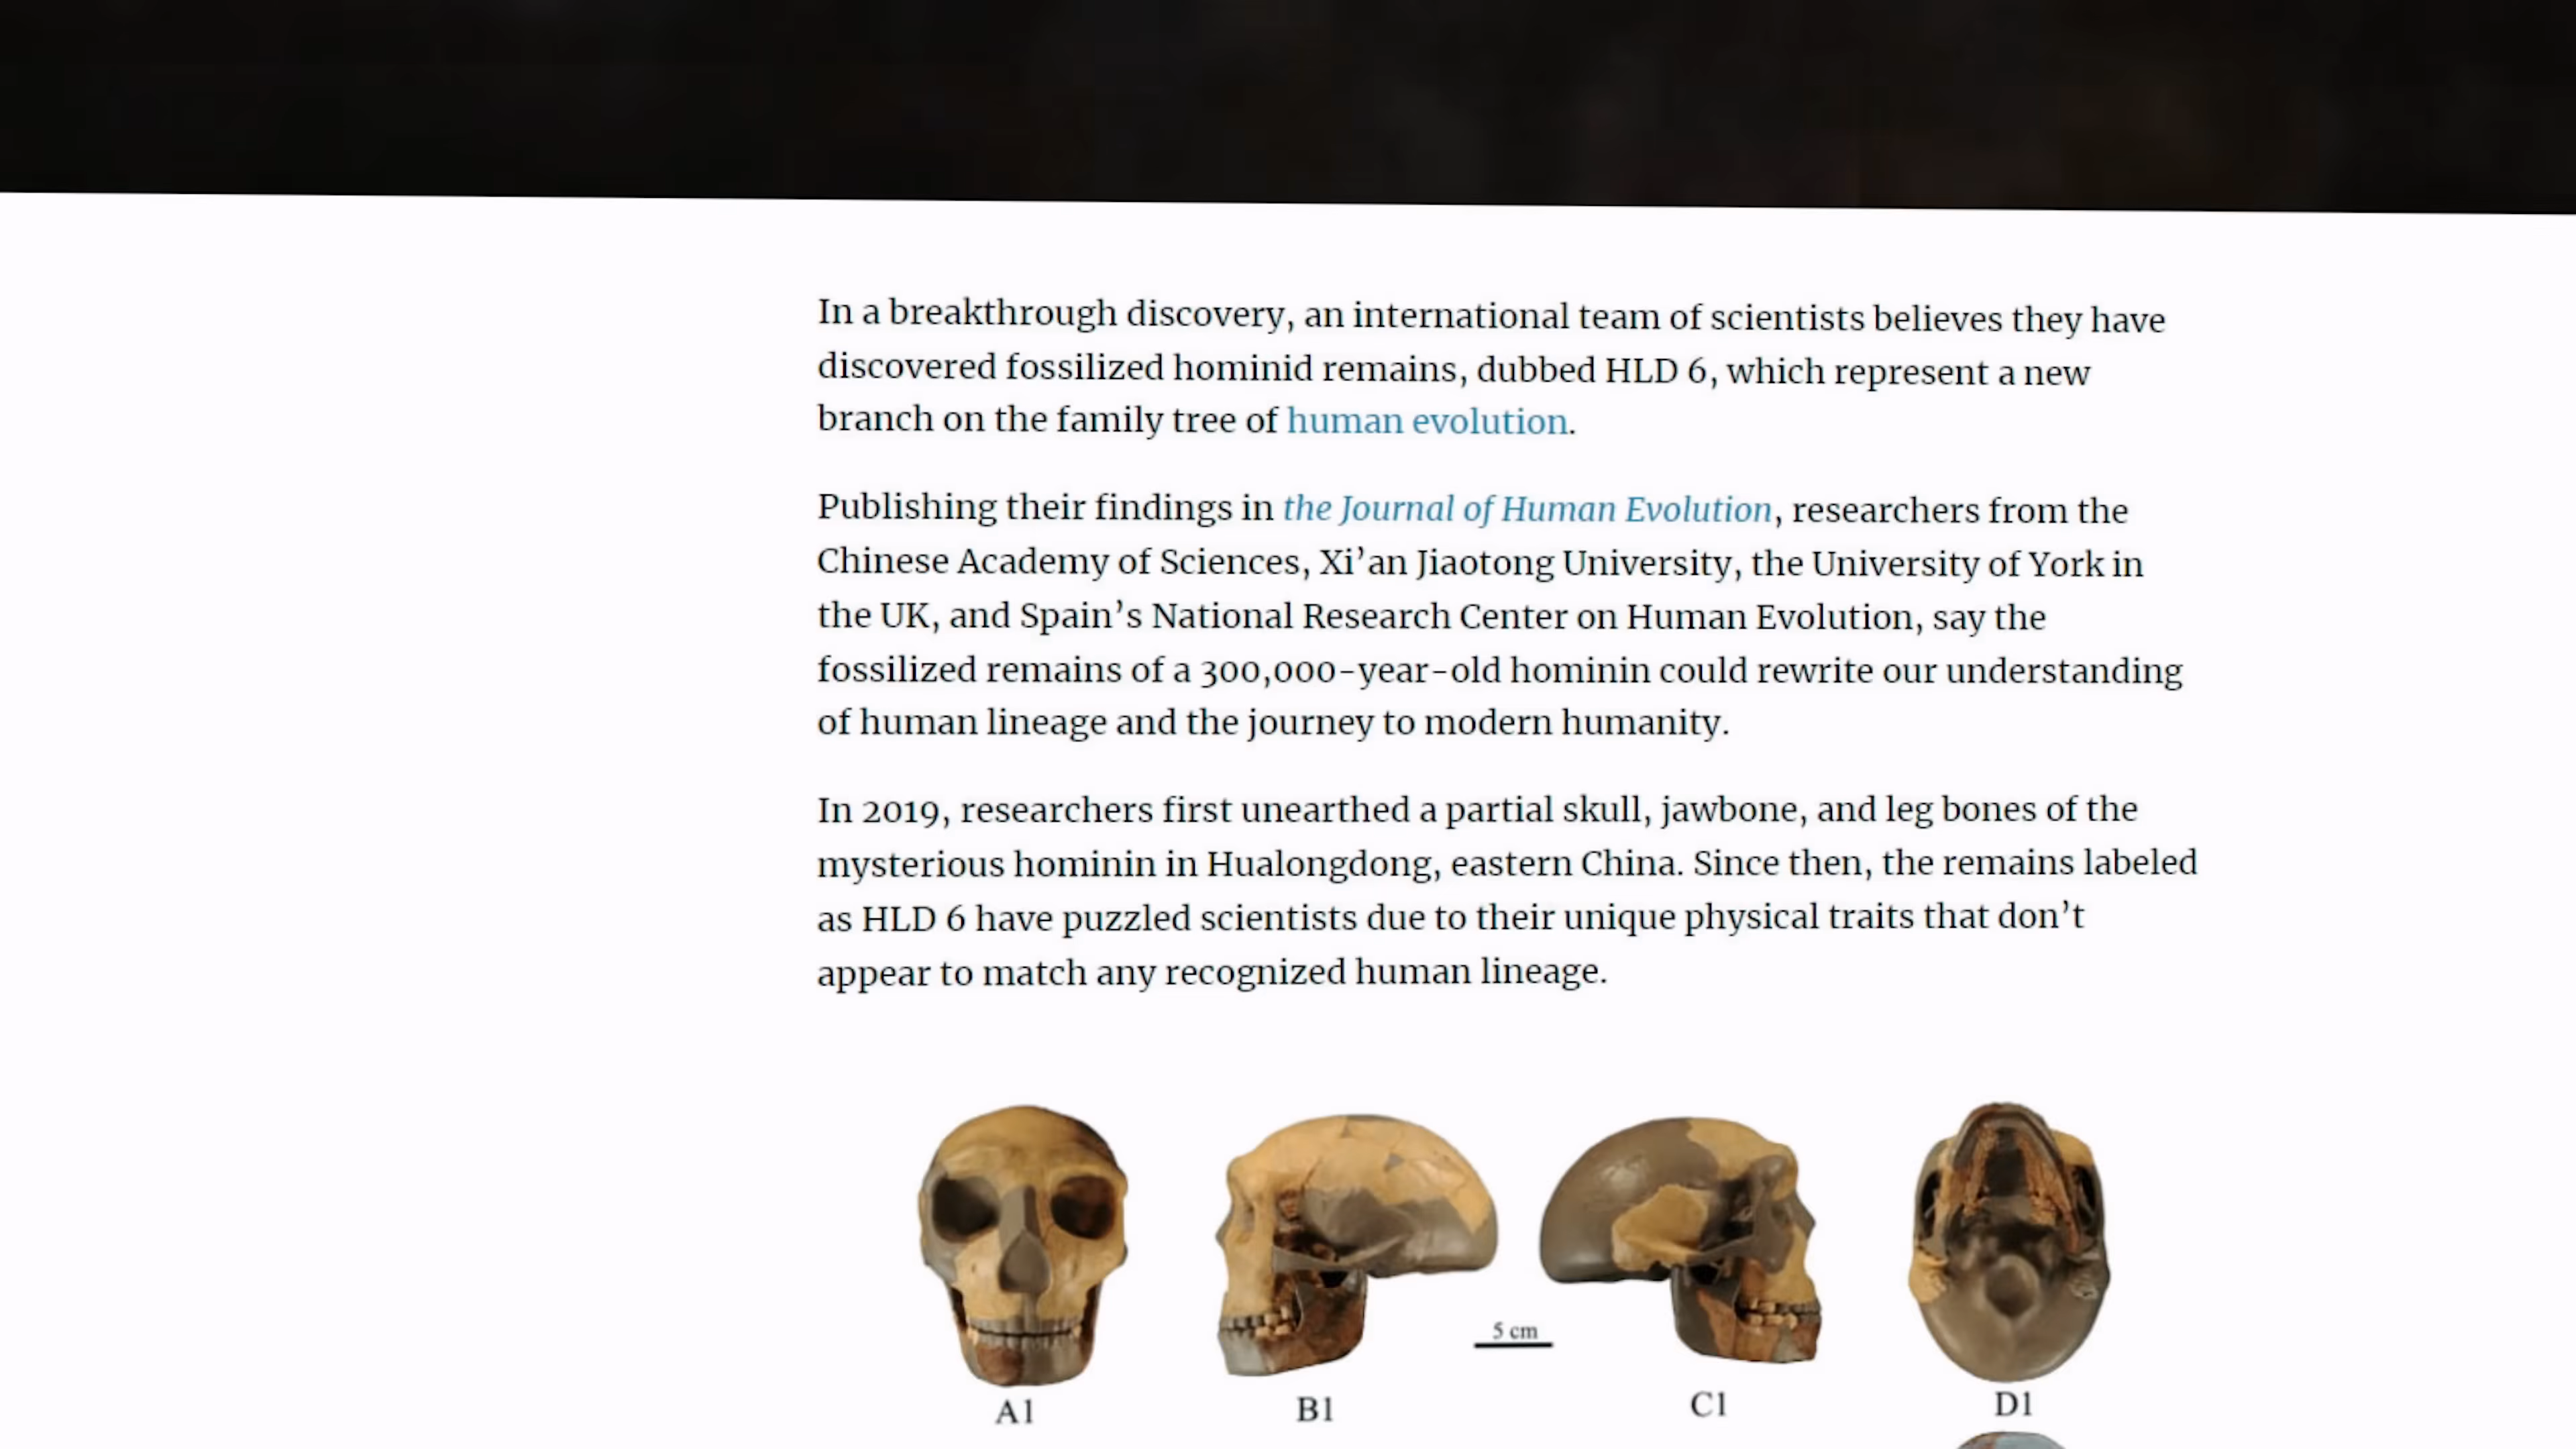 In a breakthrough discovery, an international team of scientists believes they have
discovered fossilized hominid remains, dubbed HLD 6, which represent a new
branch on the family tree of human evolution.
Publishing their findings in the Journal of Human Evolution, researchers from the
Chinese Academy of Sciences, Xi’an Jiaotong University, the University of York in
the UK, and Spain’s National Research Center on Human Evolution, say the
fossilized remains of a 300,000-year-old hominin could rewrite our understanding
of human lineage and the journey to modern humanity.
In 2019, researchers first unearthed a partial skull, jawbone, and leg bones of the
mysterious hominin in Hualongdong, eastern China. Since then, the remains labeled
as HLD 6 have puzzled scientists due to their unique physical traits that don’t
appear to match any recognized human lineage.
5 cm
A1 B1 C1 D1